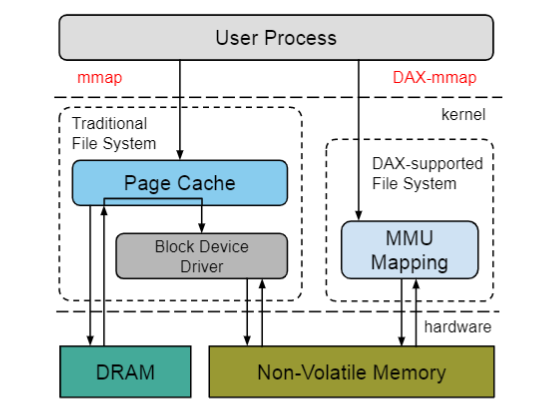 User Process
mmap
DAX-mmap
kernel
Traditional
File System
DAX-supported
File System
Page Cache
Block Device
Driver
MMU
Mapping
hardware
DRAM
Non-Volatile Memory